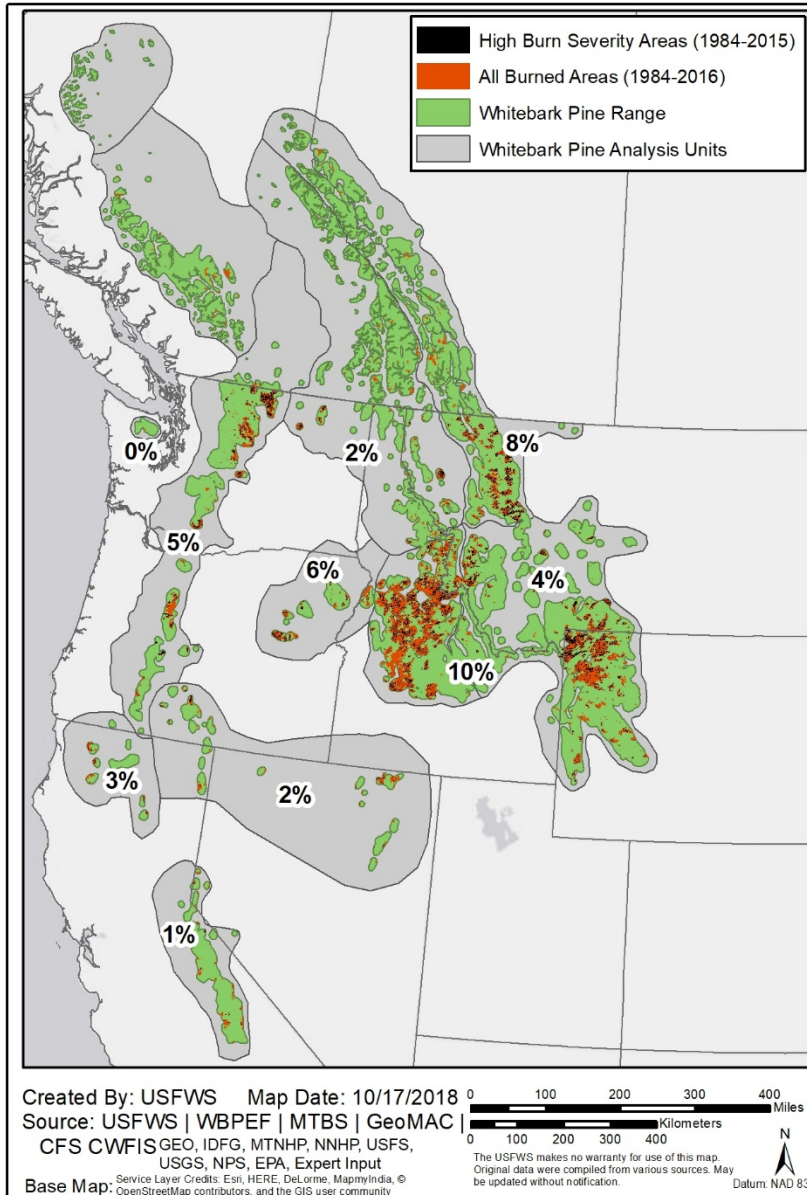 High Burn Severity Areas (1984-2015)
All Burned Areas (1984-2016)
Whitebark Pine Range
Whitebark Pine Analysis Units
0%
2%
8%
5%
6%
4%
10%
3%
2%
1%
Created By: USFWS Map Date: 10/17/2018
Source: USFWS | WBPEF | MTBS | GeoMAC |
CFS CWFIS GEO, IDFG, MTNHP, NNHP, USFS,
USGS, NPS, EPA, Expert Input
Base Map: Service Layer Credits: Esri, HERE, DeLorme, MapmyIndia, ©
OpenStreetMap contributors, and the GIS user community
0 100 200 300 400
Miles
Kilometers
0 100 200 300 400
The USFWS makes no warranty for use of this map.
Original data were compiled from various sources. May
be updated without notification.
N
Datum: NAD 83